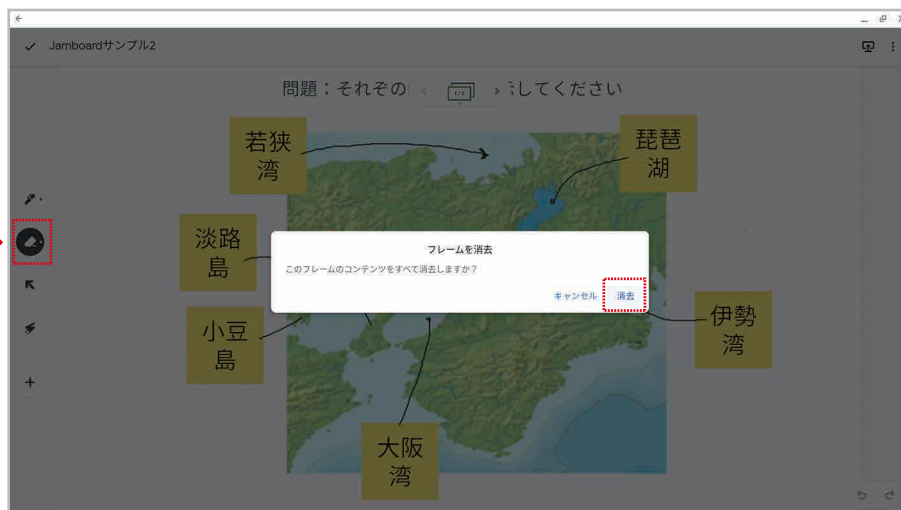 Jamboardサンプル2
問題：それぞの
してください
1/2
若狭
湾
琵琶
湖
淡路
島
フレームを消去
このフレームのコンテンツをすべて消去しますか？
キャンセル 消去
小豆
島
伊勢
湾
大阪
湾